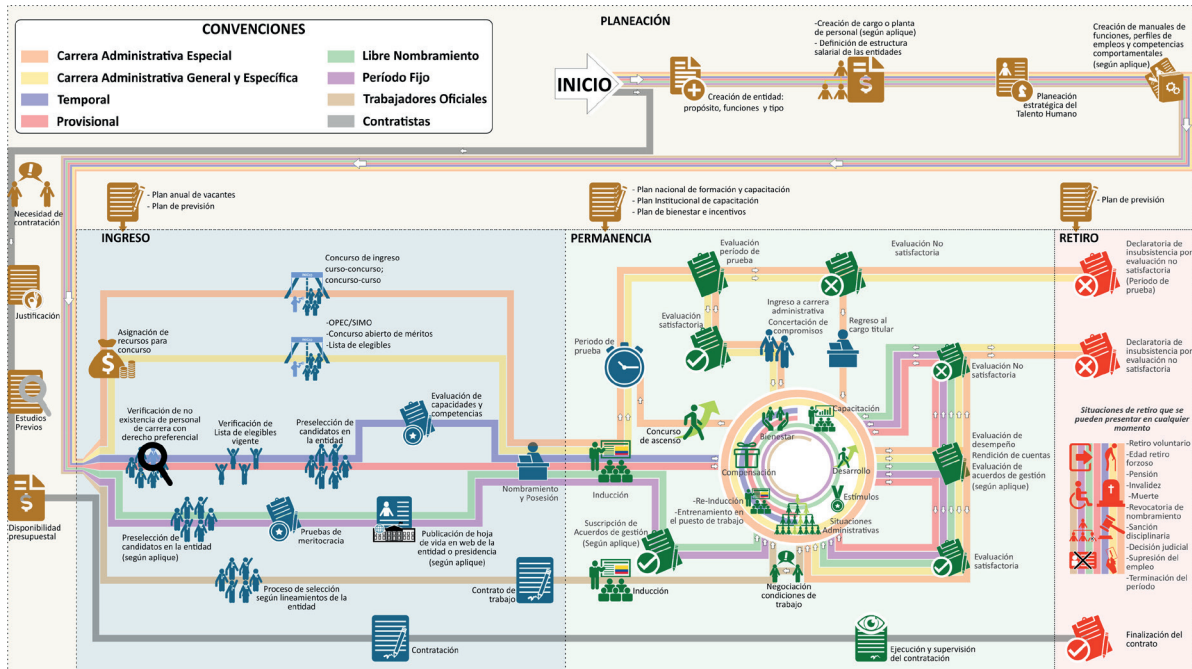 CONVENCIONES
Carrera Administrativa Especial
Carrera Administrativa General y Específica
Temporal
Provisional
Libre Nombramiento
Período Fijo
Trabajadores Oficiales
Contratistas
PLANEACIÓN
INICIO
Creación de entidad:
propósito, funciones y tipo
-Creación de cargo o planta
de personal (según aplique)
- Definición de estructura
salarial de las entidades
Planeación
estratégica del
Talento Humano
Creación de manuales de
funciones, perfiles de
empleos y competencias
comportamentales
(según aplique)
Necesidad de
contratación
Justificación
Estudios
Previos
Disponibilidad
presupuestal
- Plan anual de vacantes
- Plan de previsión
- Plan nacional de formación y capacitación
- Plan Institucional de capacitación
- Plan de bienestar e incentivos
- Plan de previsión
INGRESO
Concurso de ingreso
curso-concurso;
concurso-curso
Asignación de
recursos para
concurso
-OPEC/SIMO
-Concurso abierto de méritos
-Lista de elegibles
Verificación de no
existencia de personal
de carrera con
derecho preferencial
Verificación de
Lista de elegibles
vigente
Preselección de
candidatos en
la entidad
Evaluación de
capacidades y
competencias
Nombramiento
y Posesión
Preselección de
candidatos en la entidad
(según aplique)
Pruebas de
meritocracia
Publicación de hoja
de vida en web de la
entidad o presidencia
(según aplique)
Proceso de selección
según lineamientos de la
entidad
Contrato de
trabajo
Contratación
PERMANENCIA
Evaluación
período de
prueba
Evaluación No
satisfactoria
Periodo de
prueba
Evaluación
satisfactoria
Ingreso a carrera
administrativa
Concertación de
compromisos
Regreso al
cargo titular
Evaluación No
satisfactoria
Concurso
de ascenso
Inducción
Capacitación
Bienestar
Compensación
Desarrollo
Estímulos
-Re-Inducción
-Entrenamiento en
el puesto de trabajo
Situaciones
Administrativas
Evaluación de
desempeño
Rendición de cuentas
Evaluación de
acuerdos de gestión
(según aplique)
Suscripción de
Acuerdos de gestión
(Según aplique)
Inducción
Negociación
condiciones de
trabajo
Evaluación
satisfactoria
Ejecución y supervisión
del contratación
RETIRO
Declaratoria de
insubsistencia por
evaluación no
satisfactoria
(Periodo de
prueba)
Declaratoria de
insubsistencia por
evaluación no
satisfactoria
Situaciones de retiro que se
pueden presentar en cualquier
momento
-Retiro voluntario
-Edad retiro
forzoso
-Pensión
-Invalidez
-Muerte
-Revocatoria de
nombramiento
-Sanción
disciplinaria
-Decisión judicial
-Supresión del
empleo
-Terminación del
período
Finalización del
contrato